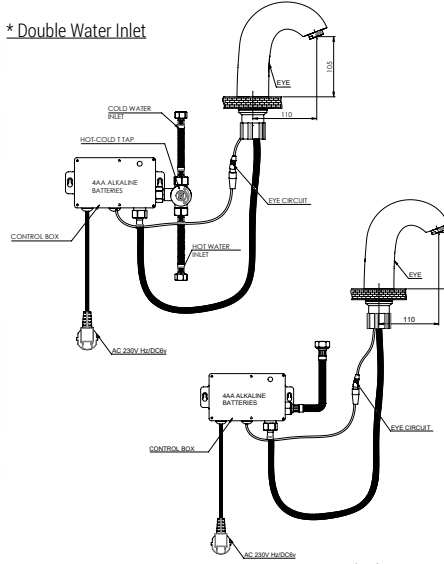 * Double Water Inlet
105
EYE
110
COLD WATER
INLET
HOT-COLD T TAP
4AA ALKALINE
BATTERIES
EYE CIRCUIT
CONTROL BOX
HOT WATER
INLET
AC 230V Hz/DC6v
EYE
110
4AA ALKALINE
BATTERIES
EYE CIRCUIT
CONTROL BOX
AC 230V Hz/DC6v